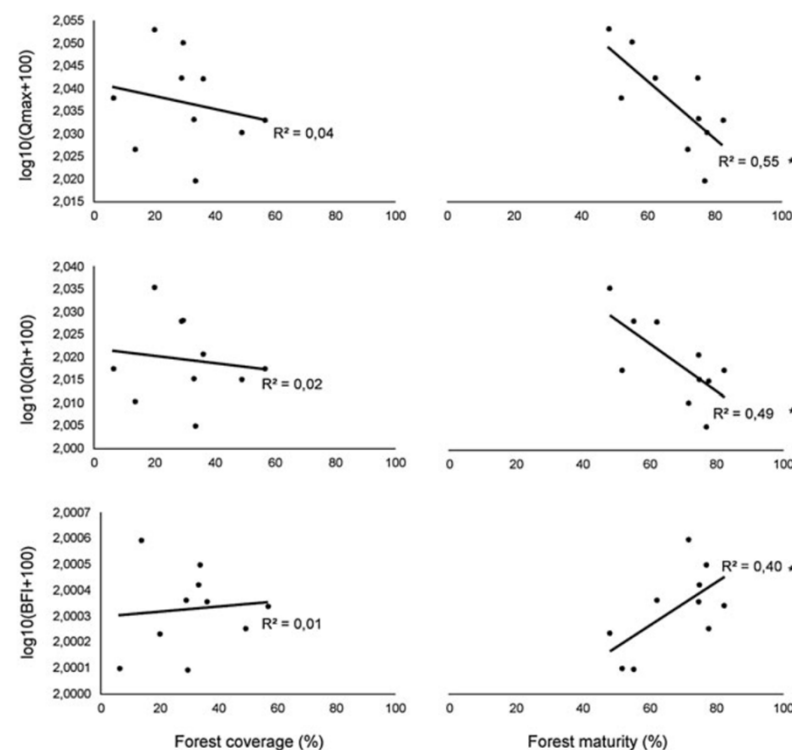 log10(Qmax+100)
2,055
2,050
2,045
2,040
2,035
2,030
2,025
2,020
2,015
R² = 0,04
0 20 40 60 80 100
R² = 0,55 *
0 20 40 60 80 100
log10(Qh+100)
2,040
2,035
2,030
2,025
2,020
2,015
2,010
2,005
2,000
R² = 0,02
0 20 40 60 80 100
R² = 0,49 *
0 20 40 60 80 100
log10(BFI+100)
2,0007
2,0006
2,0005
2,0004
2,0003
2,0002
2,0001
2,0000
R² = 0,01
0 20 40 60 80 100
R² = 0,40 *
0 20 40 60 80 100
Forest coverage (%)
Forest maturity (%)